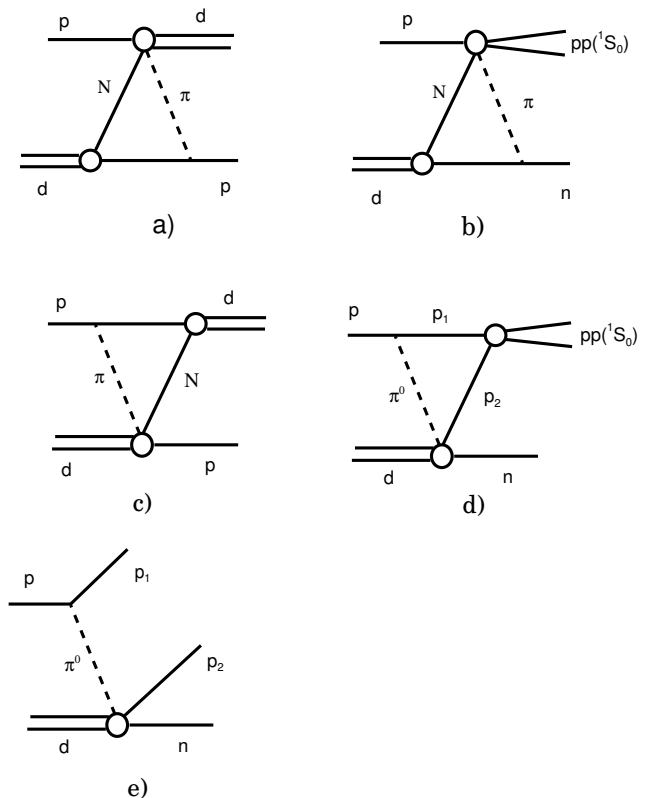 p d
N π
d p
a)
p pp(¹S₀)
N π
d n
b)
p d
π N
d p
c)
p p₁ pp(¹S₀)
π⁰ p₂
d n
d)
p p₁
π⁰ p₂
d n
e)